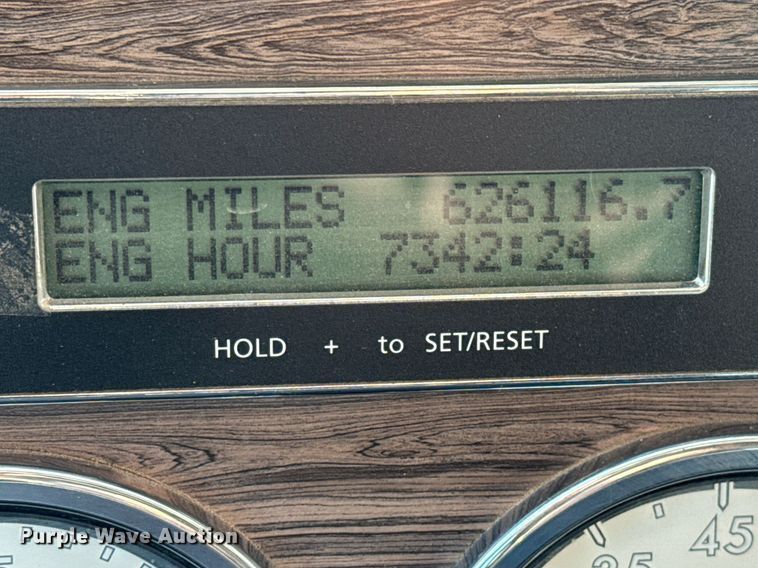 ENG MILES 626116.7
ENG HOUR 7342:24
HOLD + to SET/RESET
45
Purple Wave Auction